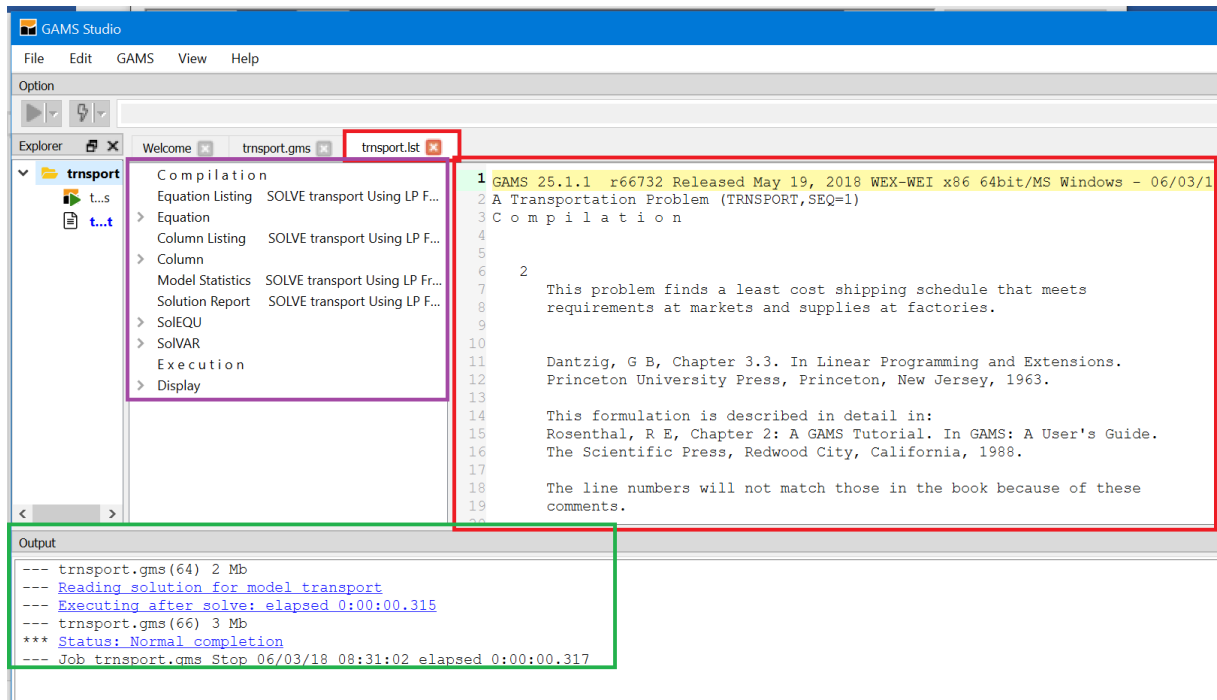 GAMS Studio
File Edit GAMS View Help
Option
Explorer
trnsport
t...s
t...t
Welcome trnsport.gms trnsport.lst
C o m p i l a t i o n
Equation Listing SOLVE transport Using LP F...
Equation
Column Listing SOLVE transport Using LP F...
Column
Model Statistics SOLVE transport Using LP Fr...
Solution Report SOLVE transport Using LP F...
SolEQU
SolVAR
E x e c u t i o n
Display
1 GAMS 25.1.1 r66732 Released May 19, 2018 WEX-WEI x86 64bit/MS Windows - 06/03/1
2 A Transportation Problem (TRNSPORT,SEQ=1)
3 C o m p i l a t i o n
4
5
6 2
7 This problem finds a least cost shipping schedule that meets
8 requirements at markets and supplies at factories.
9
10
11 Dantzig, G B, Chapter 3.3. In Linear Programming and Extensions.
12 Princeton University Press, Princeton, New Jersey, 1963.
13
14 This formulation is described in detail in:
15 Rosenthal, R E, Chapter 2: A GAMS Tutorial. In GAMS: A User's Guide.
16 The Scientific Press, Redwood City, California, 1988.
17
18 The line numbers will not match those in the book because of these
19 comments.
20
Output
--- trnsport.gms(64) 2 Mb
--- Reading solution for model transport
--- Executing after solve: elapsed 0:00:00.315
--- trnsport.gms(66) 3 Mb
*** Status: Normal completion
--- Job trnsport.gms Stop 06/03/18 08:31:02 elapsed 0:00:00.317